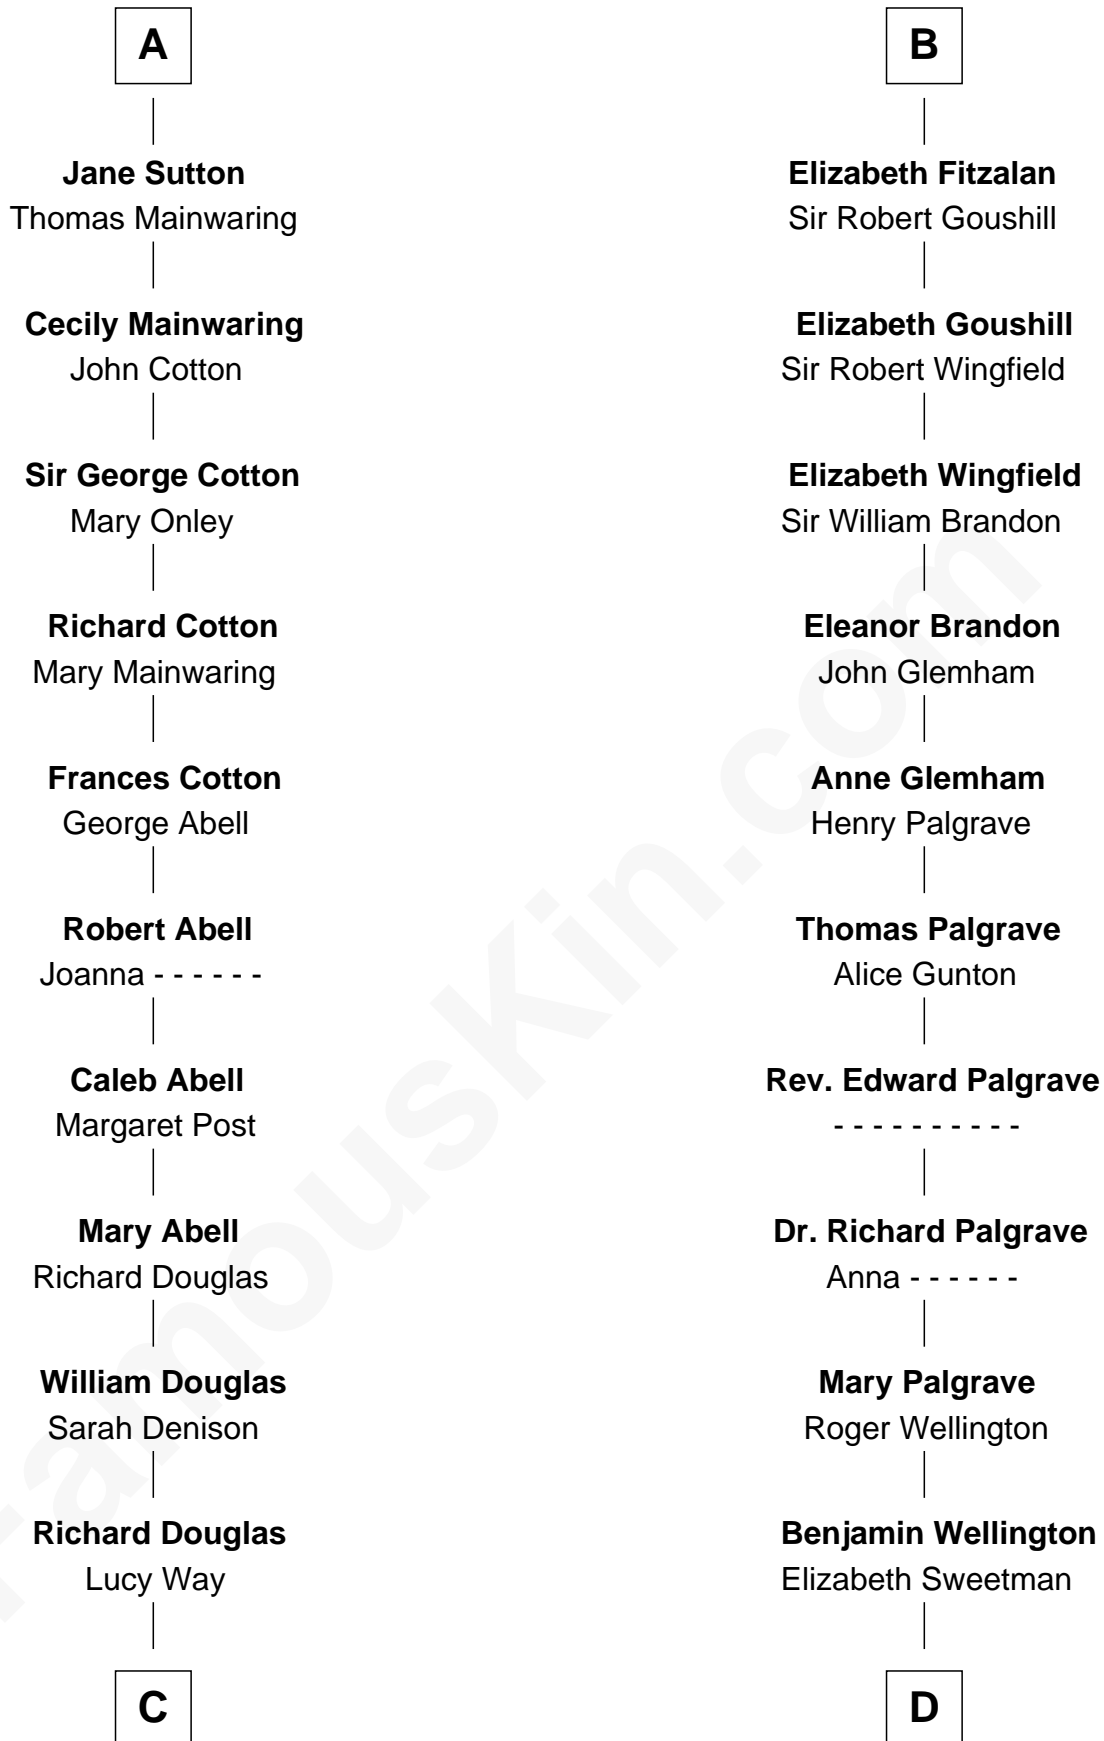 A
Jane Sutton
Thomas Mainwaring
Cecily Mainwaring
John Cotton
Sir George Cotton
Mary Onley
Richard Cotton
Mary Mainwaring
Frances Cotton
George Abell
Robert Abell
Joanna - - - - - -
Caleb Abell
Margaret Post
Mary Abell
Richard Douglas
William Douglas
Sarah Denison
Richard Douglas
Lucy Way
C
B
Elizabeth Fitzalan
Sir Robert Goushill
Elizabeth Goushill
Sir Robert Wingfield
Elizabeth Wingfield
Sir William Brandon
Eleanor Brandon
John Glemham
Anne Glemham
Henry Palgrave
Thomas Palgrave
Alice Gunton
Rev. Edward Palgrave
- - - - - - - - - -
Dr. Richard Palgrave
Anna - - - - - -
Mary Palgrave
Roger Wellington
Benjamin Wellington
Elizabeth Sweetman
D
FamousKin.com